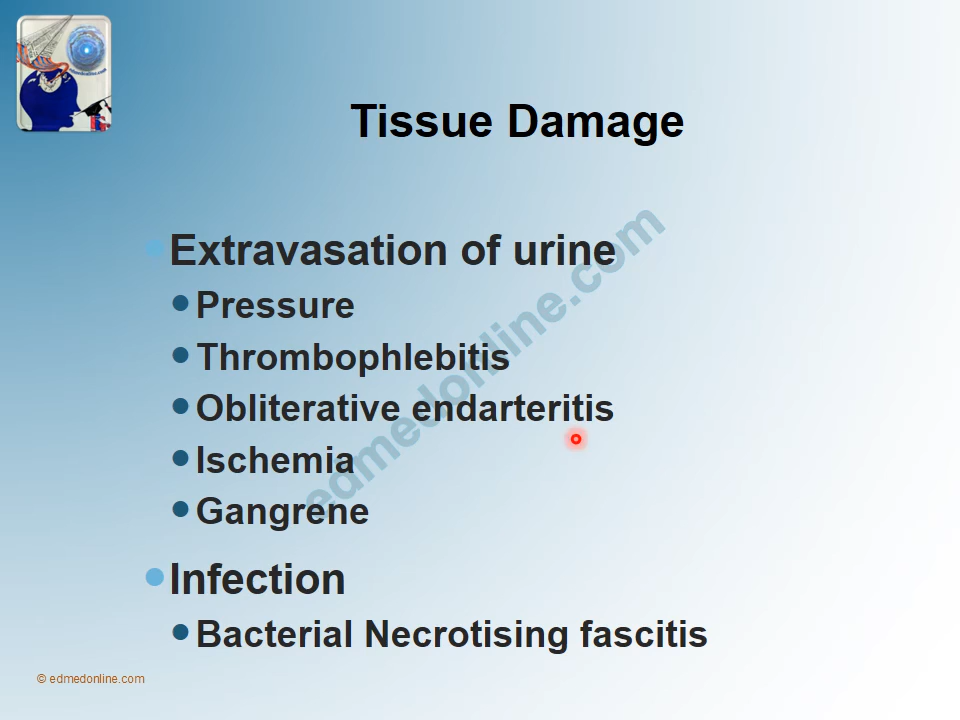 Tissue Damage
Extravasation of urine
Pressure
Thrombophlebitis
Obliterative endarteritis
Ischemia
Gangrene
Infection
Bacterial Necrotising fascitis
edmedonline.com
© edmedonline.com